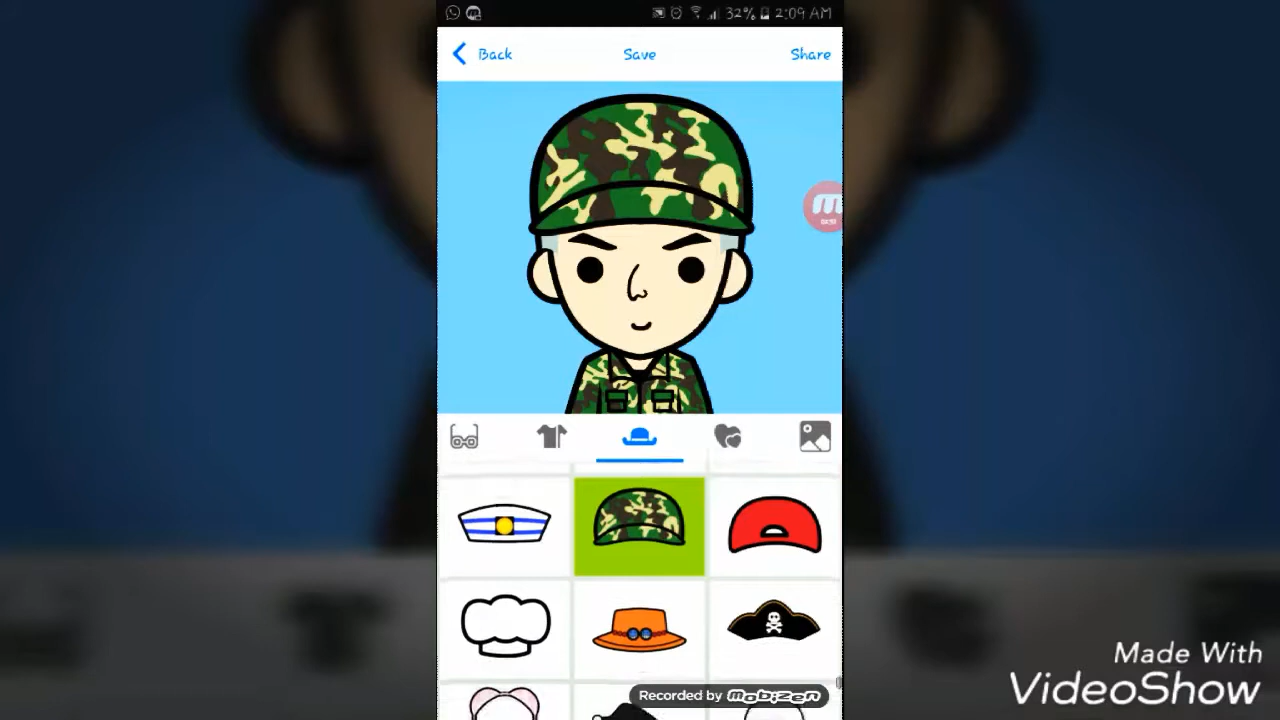 32% 2:09 AM
Back Save Share
Recorded by mobizen
Made With
VideoShow